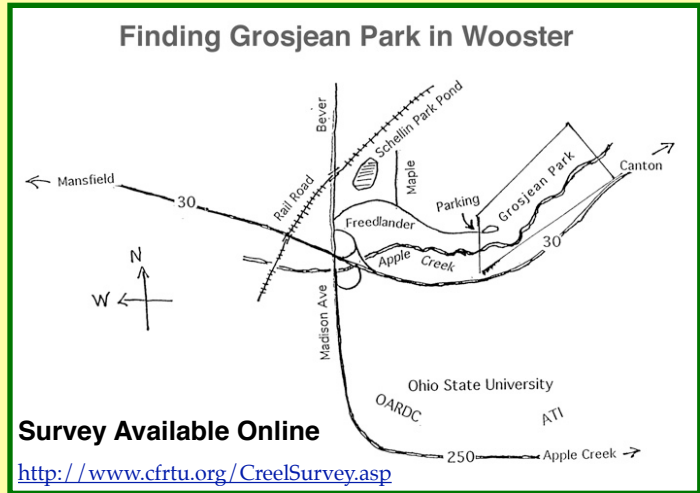 Finding Grosjean Park in Wooster
Bever
Schellin Park Pond
Maple
Canton
Mansfield
Rail Road
Grosjean Park
Parking
30
Freedlander
30
Apple Creek
N
W
Madison Ave
Ohio State University
OARDC
ATI
Survey Available Online
250
Apple Creek
http://www.cfrtu.org/CreelSurvey.asp